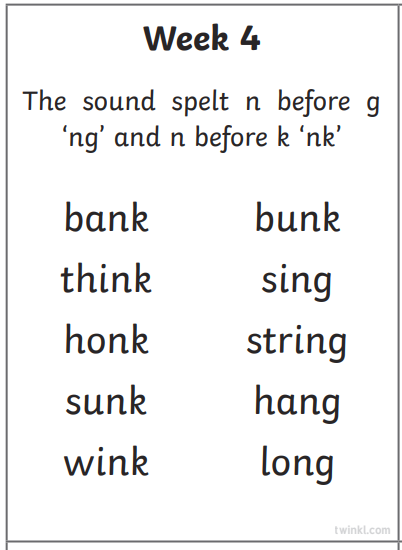 Week 4
The sound spelt n before g
‘ng’ and n before k ‘nk’
bank bunk
think sing
honk string
sunk hang
wink long
twinkl.com